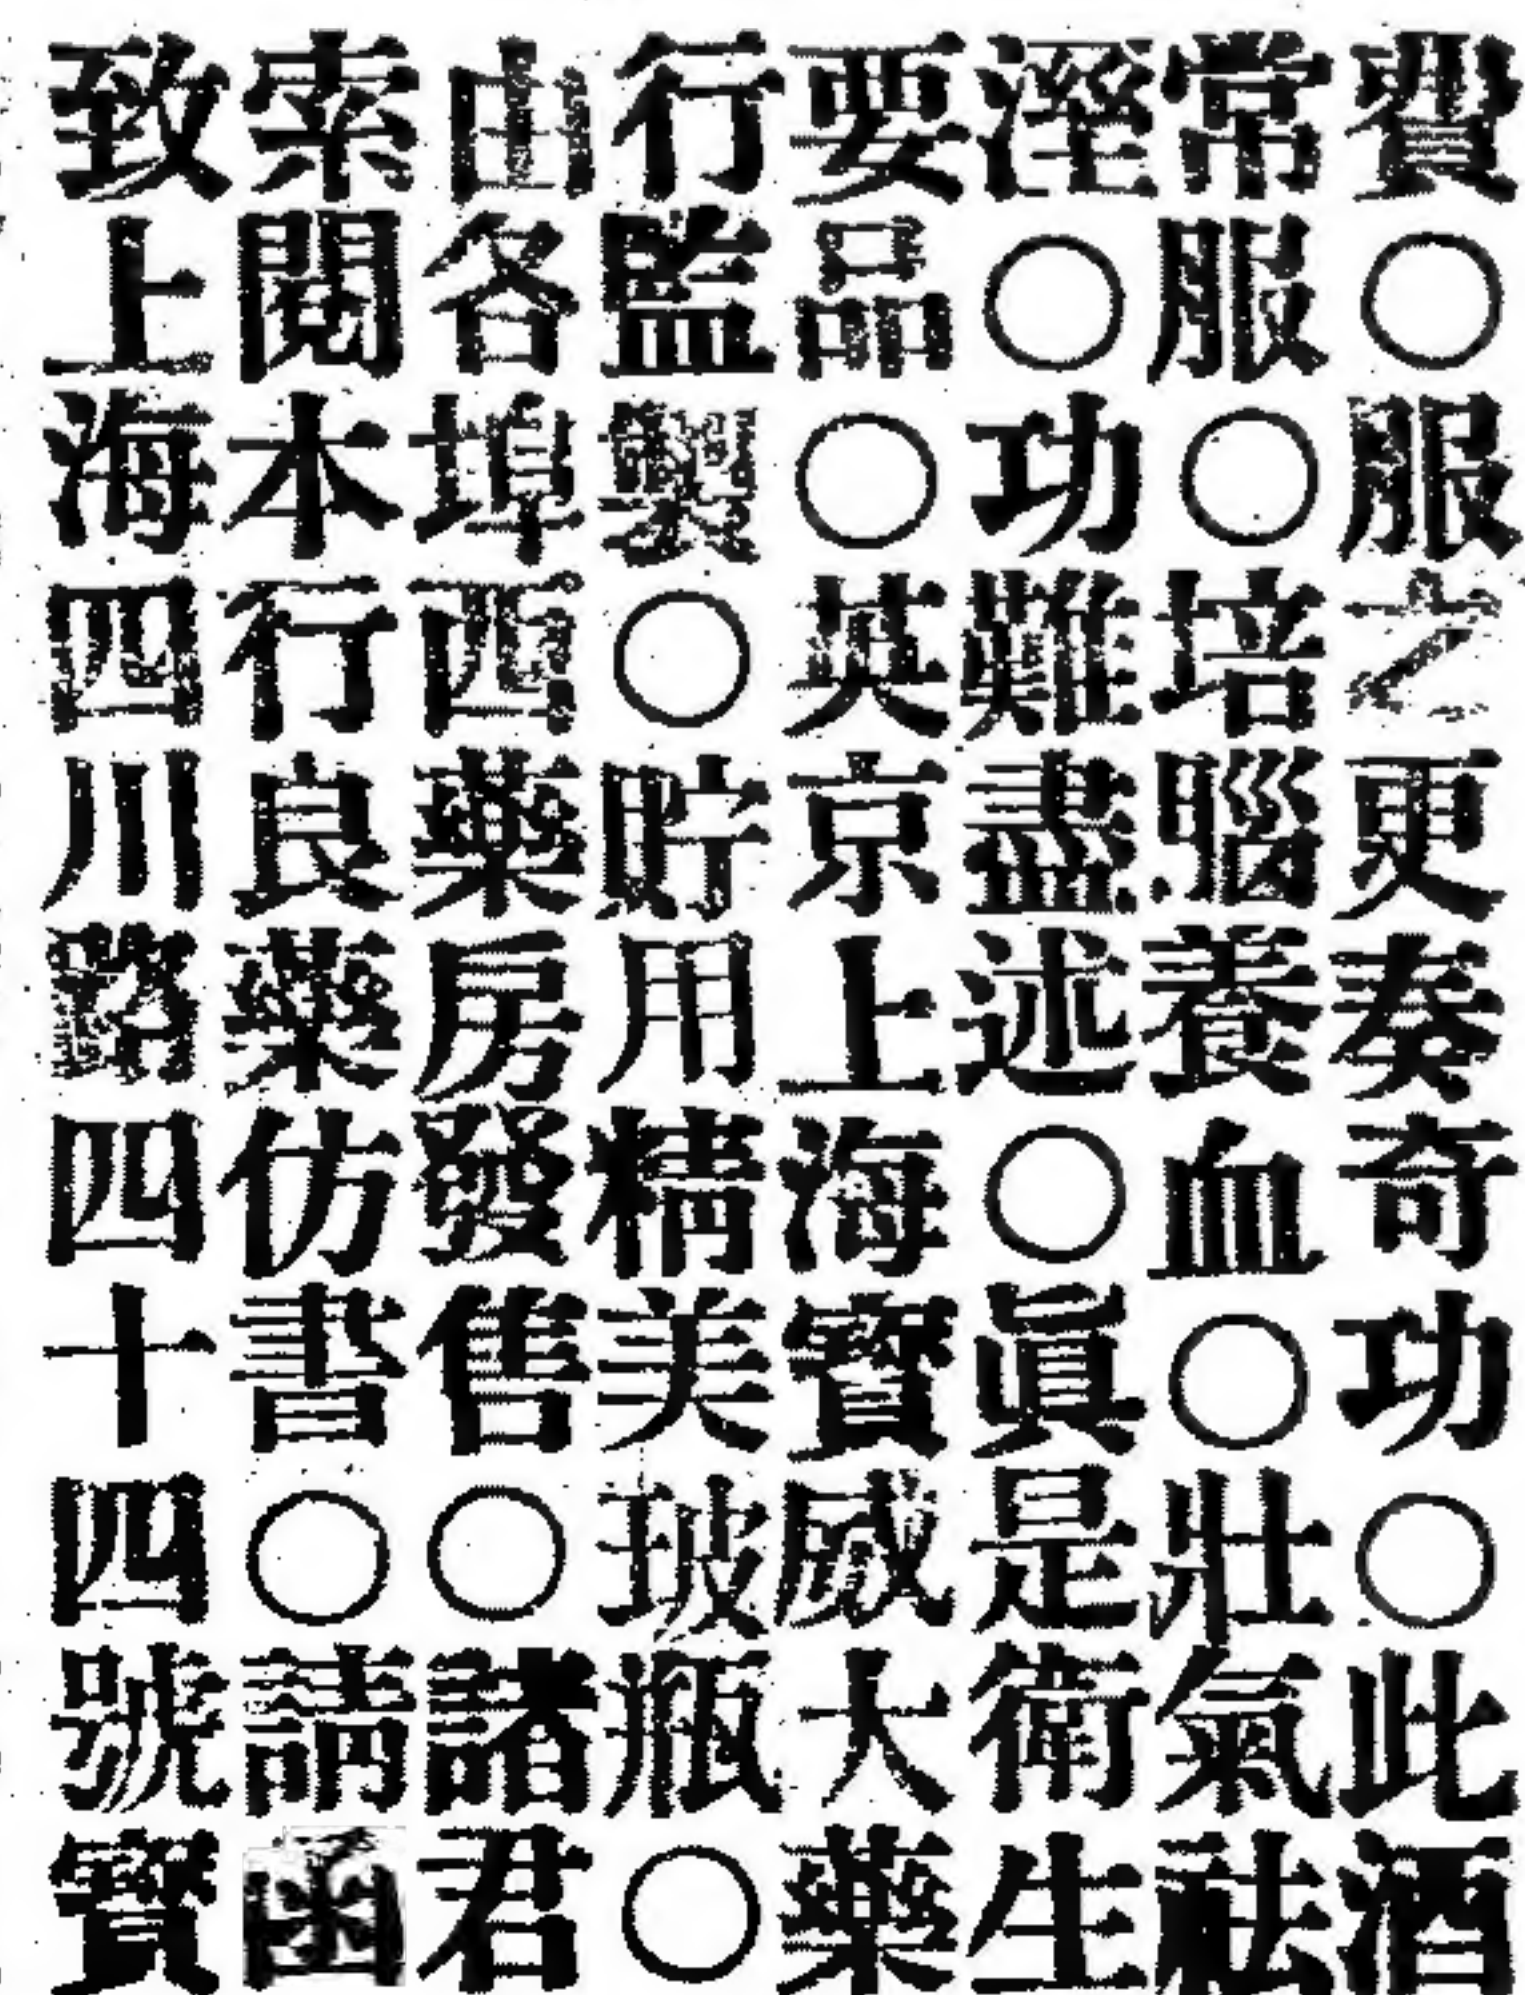 費○服之更奏奇功○此酒
常服○培腦養血○壯氣祛
溼○功難盡述○眞是衛生
要品○英京上海寶威大藥
行監製○貯用精美玻瓶○
由各埠西藥房發售○諸君
索閱本行良藥仿書○請函
致上海四川路四十四號寶